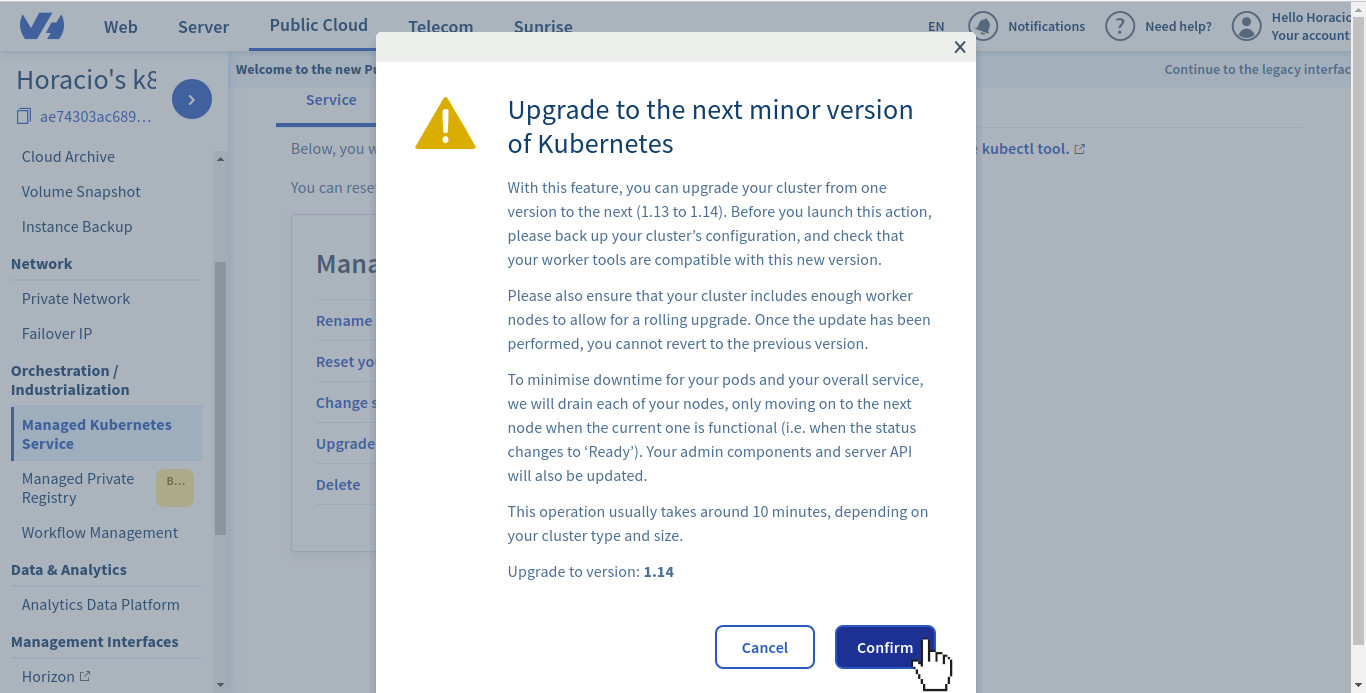 Web Server Public Cloud Telecom Sunrise EN Notifications ? Need help? Hello Horacio
Your account
Horacio's k8
ae74303ac689...
Welcome to the new Pu
Continue to the legacy interfac
Cloud Archive
Volume Snapshot
Instance Backup
Network
Private Network
Failover IP
Orchestration /
Industrialization
Managed Kubernetes
Service
Managed Private
Registry
B...
Workflow Management
Data & Analytics
Analytics Data Platform
Management Interfaces
Horizon
Service
Below, you w
kubectl tool.
You can rese
Mana
Rename
Reset yo
Change s
Upgrade
Delete
Upgrade to the next minor version
of Kubernetes
With this feature, you can upgrade your cluster from one
version to the next (1.13 to 1.14). Before you launch this action,
please back up your cluster’s configuration, and check that
your worker tools are compatible with this new version.
Please also ensure that your cluster includes enough worker
nodes to allow for a rolling upgrade. Once the update has been
performed, you cannot revert to the previous version.
To minimise downtime for your pods and your overall service,
we will drain each of your nodes, only moving on to the next
node when the current one is functional (i.e. when the status
changes to ‘Ready’). Your admin components and server API
will also be updated.
This operation usually takes around 10 minutes, depending on
your cluster type and size.
Upgrade to version: 1.14
Cancel
Confirm